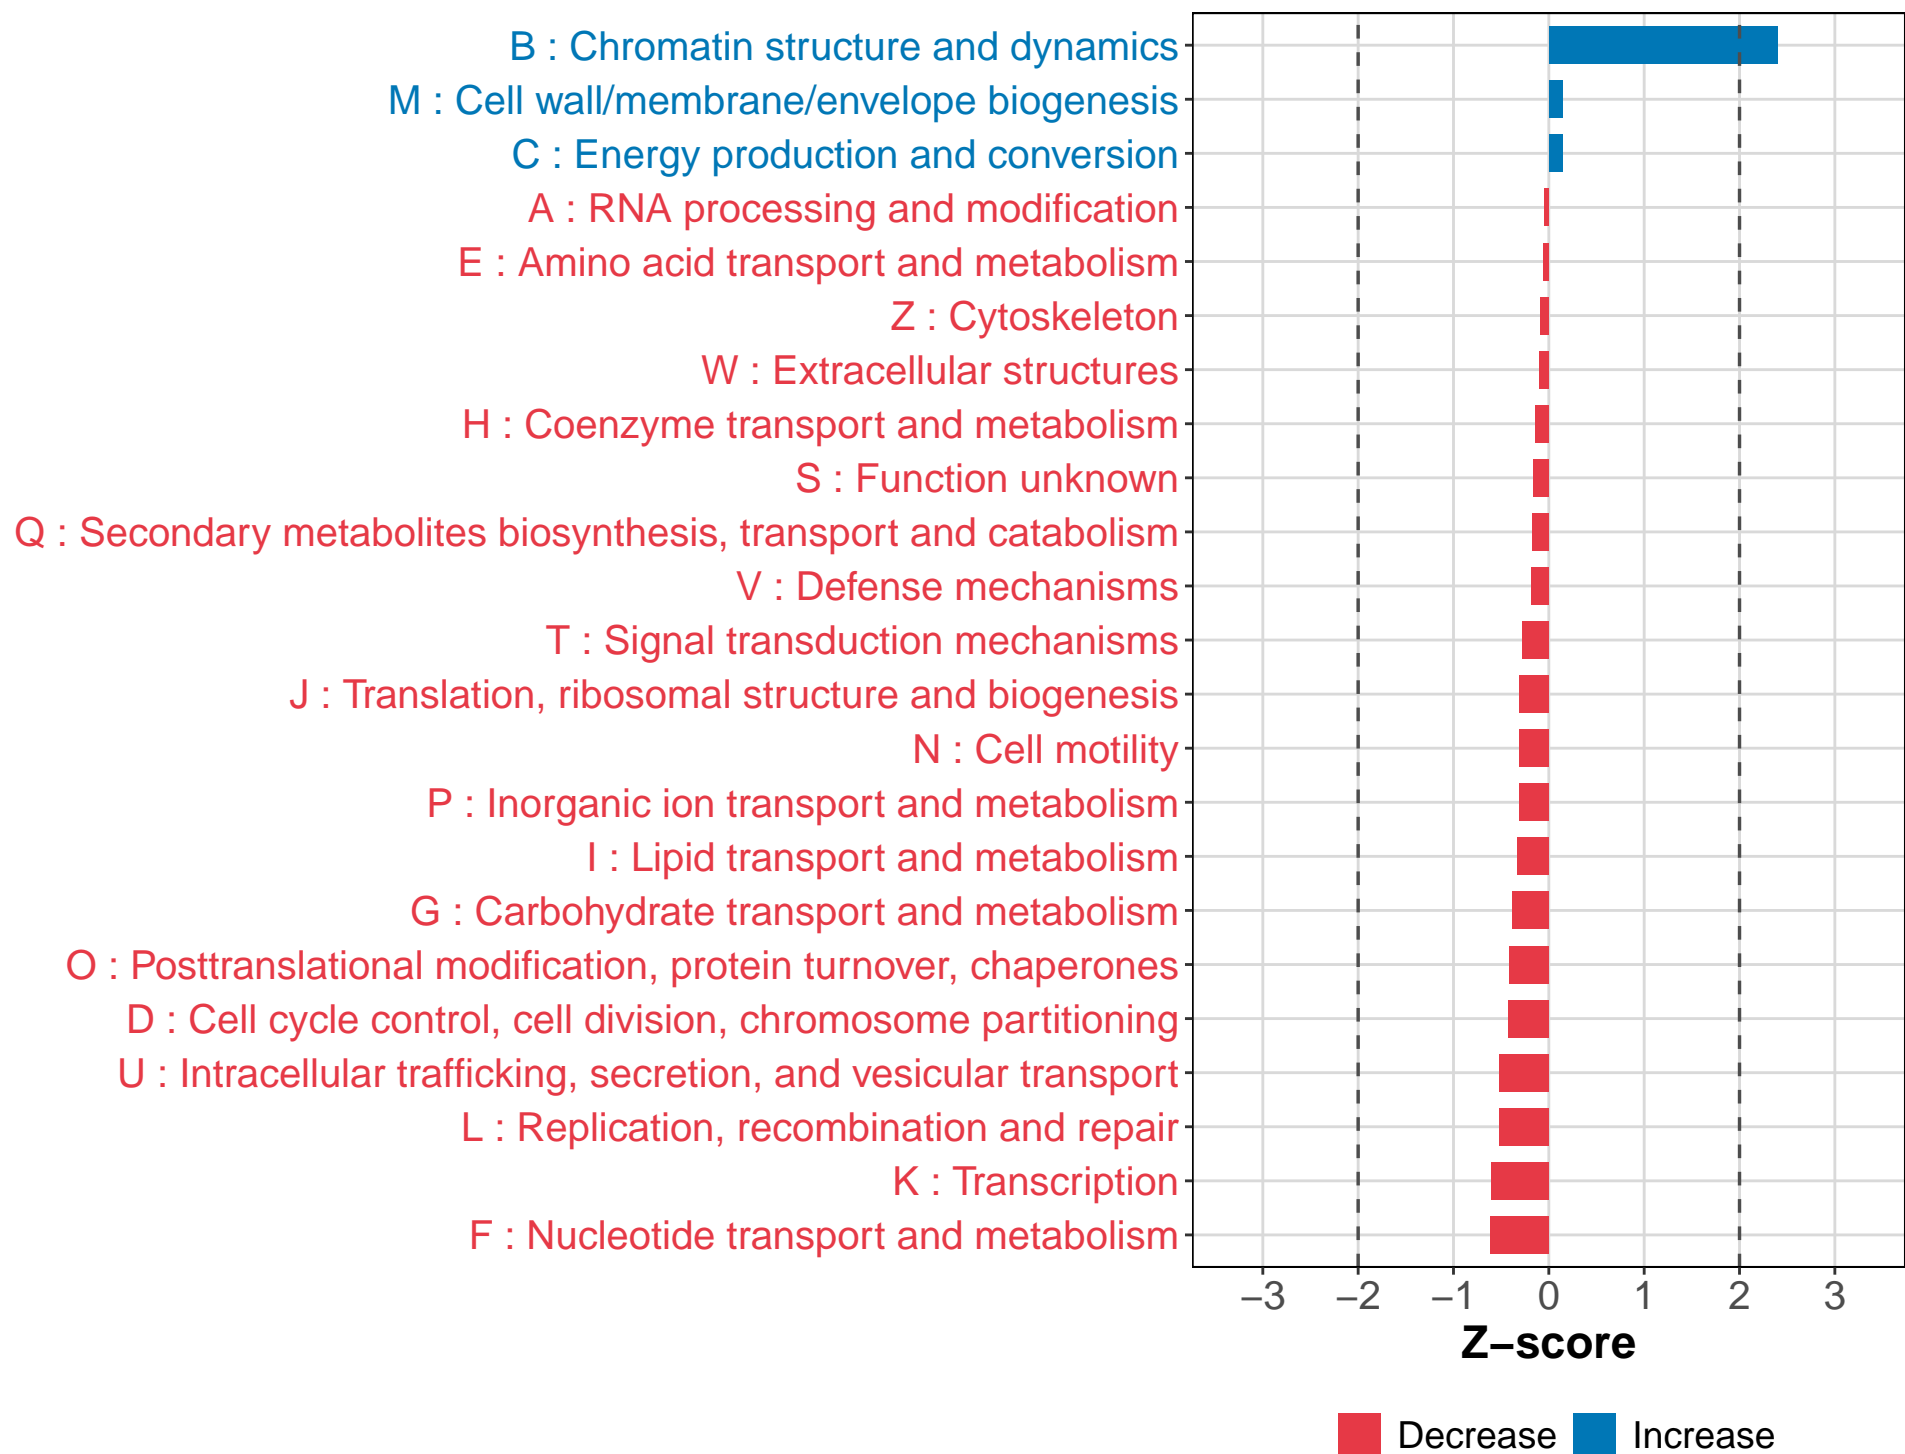 B : Chromatin structure and dynamics
M : Cell wall/membrane/envelope biogenesis
C : Energy production and conversion
A : RNA processing and modification
E : Amino acid transport and metabolism
Z : Cytoskeleton
W : Extracellular structures
H : Coenzyme transport and metabolism
S : Function unknown
Q : Secondary metabolites biosynthesis, transport and catabolism
V : Defense mechanisms
T : Signal transduction mechanisms
J : Translation, ribosomal structure and biogenesis
N : Cell motility
P : Inorganic ion transport and metabolism
I : Lipid transport and metabolism
G : Carbohydrate transport and metabolism
O : Posttranslational modification, protein turnover, chaperones
D : Cell cycle control, cell division, chromosome partitioning
U : Intracellular trafficking, secretion, and vesicular transport
L : Replication, recombination and repair
K : Transcription
F : Nucleotide transport and metabolism
−3 −2 −1 0 1 2 3
Z−score
Decrease Increase